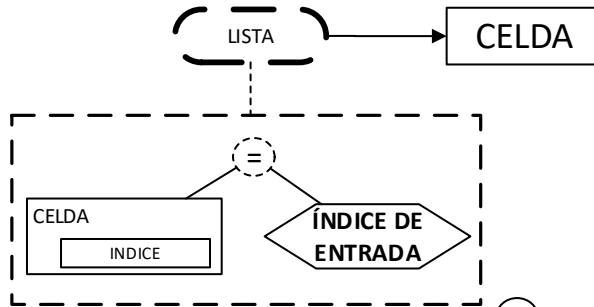 LISTA
CELDA
=
CELDA
INDICE
ÍNDICE DE
ENTRADA